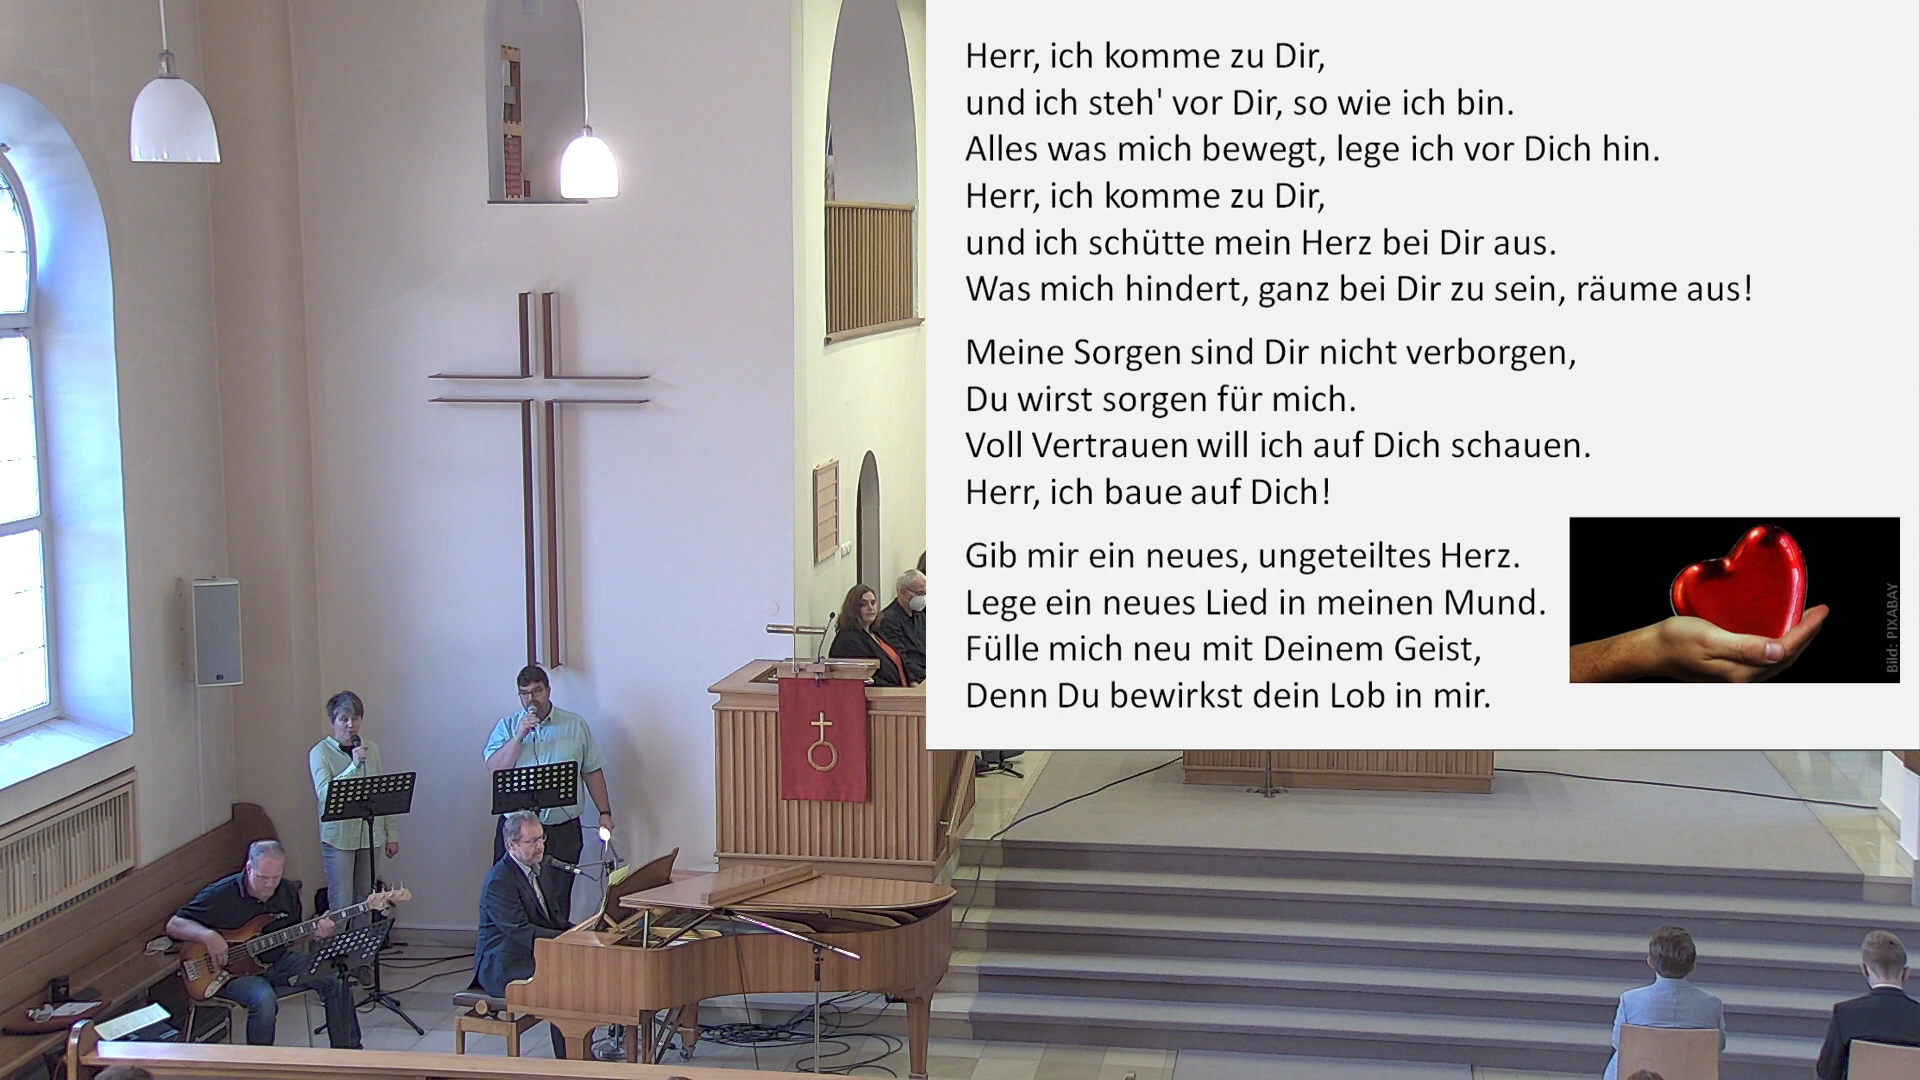 Herr, ich komme zu Dir,
und ich steh' vor Dir, so wie ich bin.
Alles was mich bewegt, lege ich vor Dich hin.
Herr, ich komme zu Dir,
und ich schütte mein Herz bei Dir aus.
Was mich hindert, ganz bei Dir zu sein, räume aus!
Meine Sorgen sind Dir nicht verborgen,
Du wirst sorgen für mich.
Voll Vertrauen will ich auf Dich schauen.
Herr, ich baue auf Dich!
Gib mir ein neues, ungeteiltes Herz.
Lege ein neues Lied in meinen Mund.
Fülle mich neu mit Deinem Geist,
Denn Du bewirkst dein Lob in mir.
Bild: PIXABAY